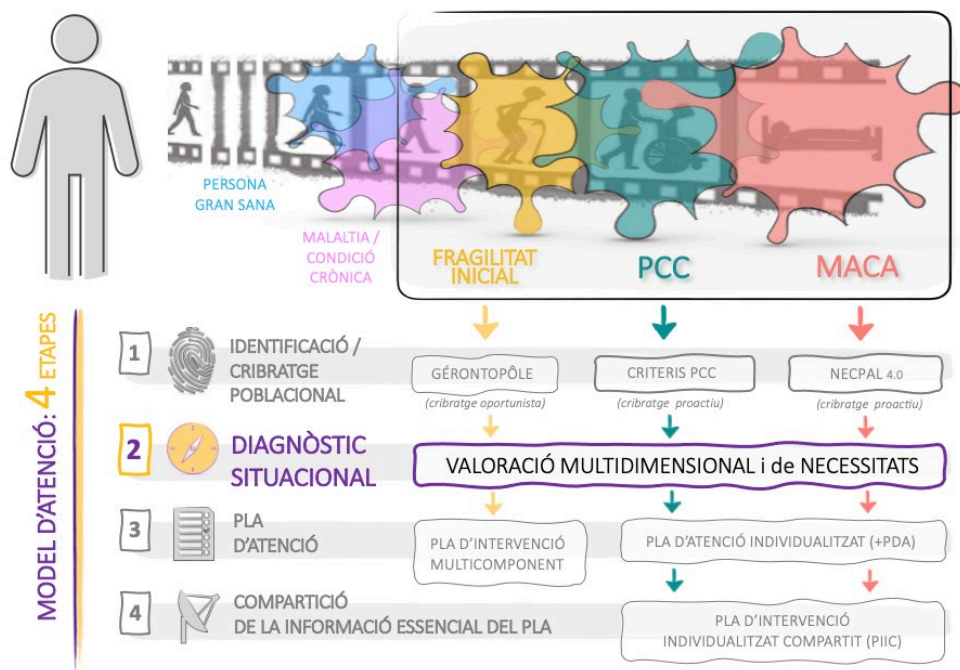 PERSONA
GRAN SANA
MALALTIA /
CONDICIÓ
CRÒNICA
FRAGILITAT
INICIAL
PCC
MACA
MODEL D'ATENCIÓ: 4 ETAPES
1
IDENTIFICACIÓ /
CRIBRATGE
POBLACIONAL
GÉRONTOPÔLE
(cribratge oportunista)
CRITERIS PCC
(cribratge proactiu)
NECPAL 4.0
(cribratge proactiu)
2
DIAGNÒSTIC
SITUACIONAL
VALORACIÓ MULTIDIMENSIONAL i de NECESSITATS
3
PLA
D'ATENCIÓ
PLA D'INTERVENCIÓ
MULTICOMPONENT
PLA D'ATENCIÓ INDIVIDUALITZAT (+PDA)
4
COMPARTICIÓ
DE LA INFORMACIÓ ESSENCIAL DEL PLA
PLA D'INTERVENCIÓ
INDIVIDUALITZAT COMPARTIT (PIIC)